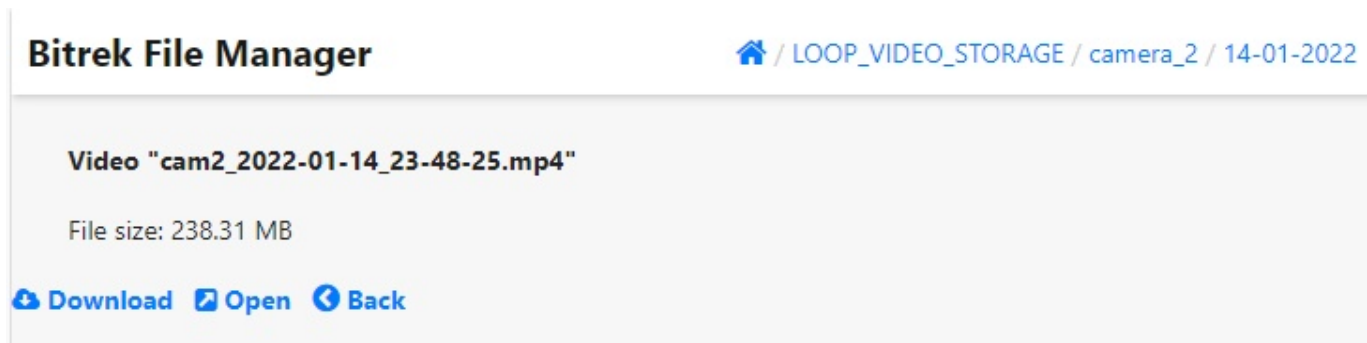 Bitrek File Manager
/ LOOP_VIDEO_STORAGE / camera_2 / 14-01-2022
Video "cam2_2022-01-14_23-48-25.mp4"
File size: 238.31 MB
Download Open Back